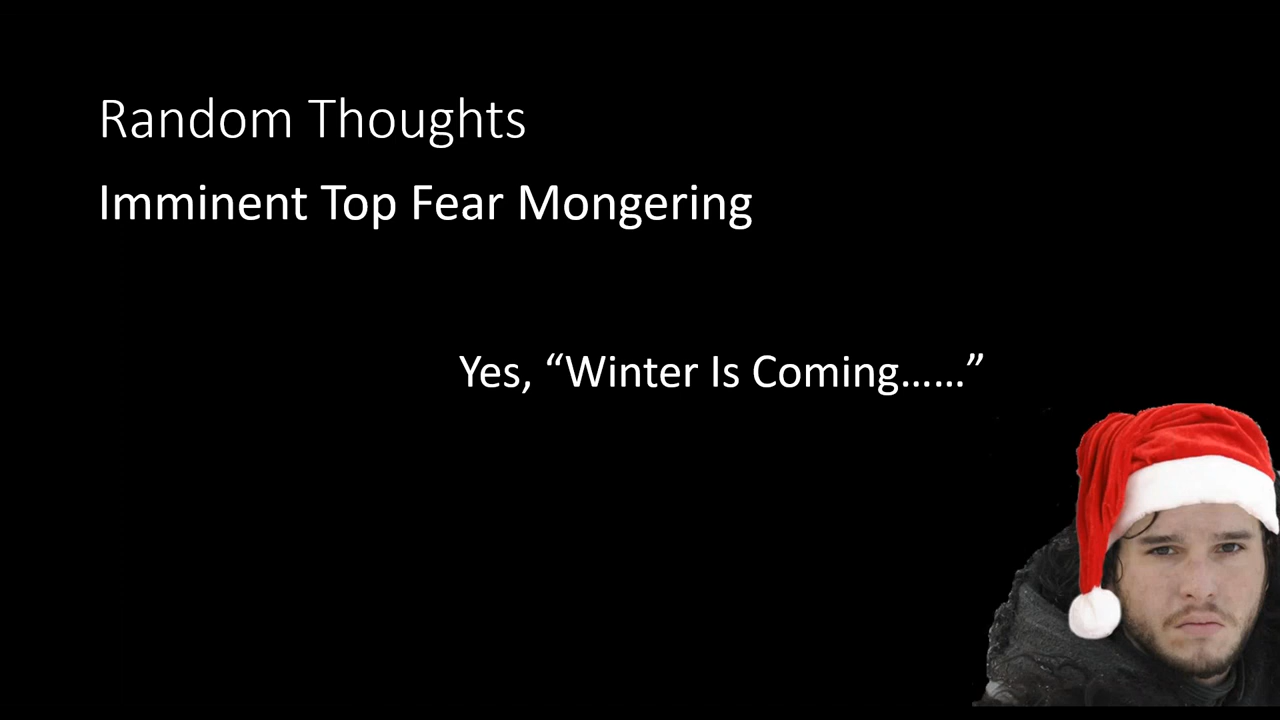 Random Thoughts
Imminent Top Fear Mongering
Yes, “Winter Is Coming……”